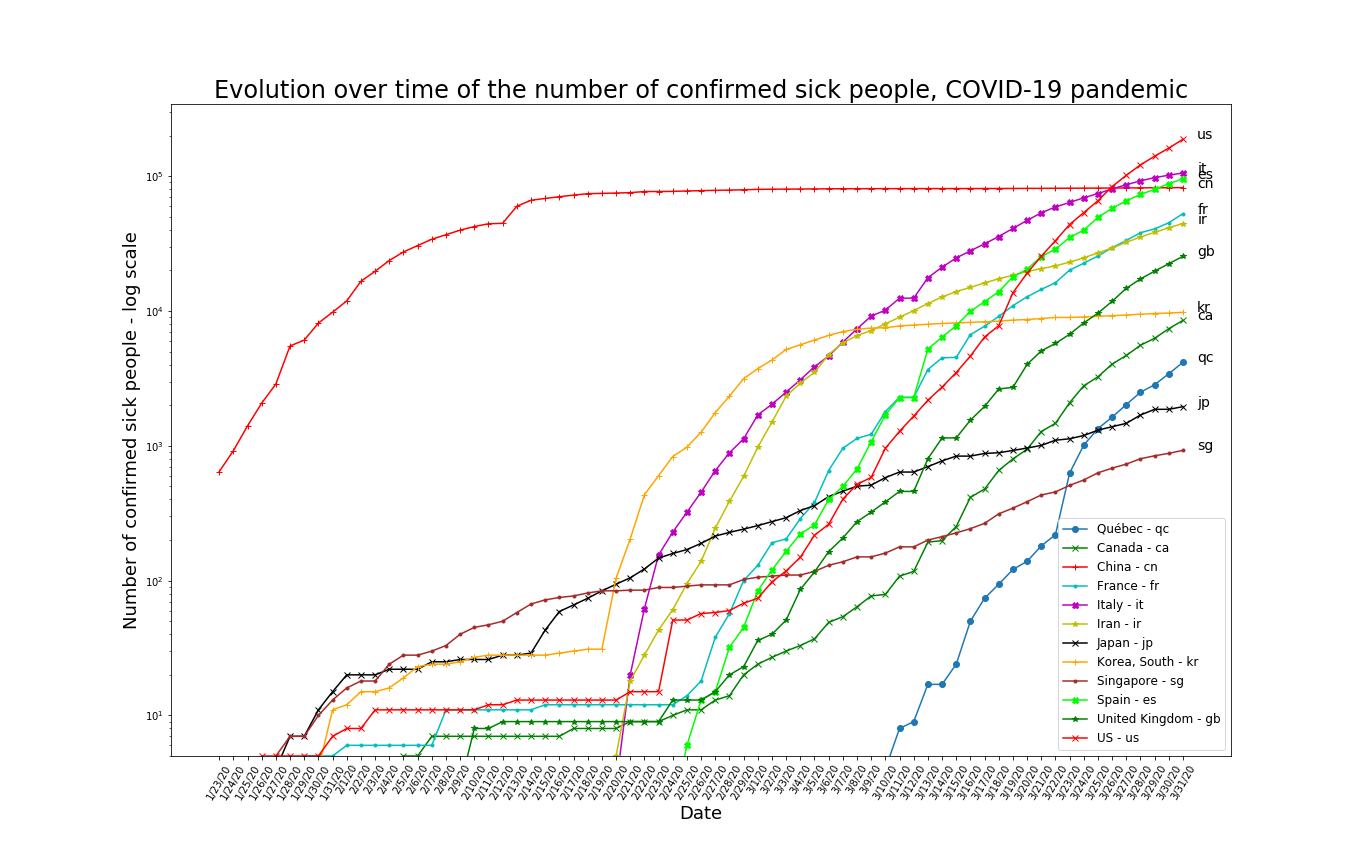 Evolution over time of the number of confirmed sick people, COVID-19 pandemic
Number of confirmed sick people - log scale
10⁵
10⁴
10³
10²
10¹
us
it
es
cn
fr
ir
gb
kr
ca
qc
jp
sg
Québec - qc
Canada - ca
China - cn
France - fr
Italy - it
Iran - ir
Japan - jp
Korea, South - kr
Singapore - sg
Spain - es
United Kingdom - gb
US - us
1/23/20
1/24/20
1/25/20
1/26/20
1/27/20
1/28/20
1/29/20
1/30/20
1/31/20
2/1/20
2/2/20
2/3/20
2/4/20
2/5/20
2/6/20
2/7/20
2/8/20
2/9/20
2/10/20
2/11/20
2/12/20
2/13/20
2/14/20
2/15/20
2/16/20
2/17/20
2/18/20
2/19/20
2/20/20
2/21/20
2/22/20
2/23/20
2/24/20
2/25/20
2/26/20
2/27/20
2/28/20
2/29/20
3/1/20
3/2/20
3/3/20
3/4/20
3/5/20
3/6/20
3/7/20
3/8/20
3/9/20
3/10/20
3/11/20
3/12/20
3/13/20
3/14/20
3/15/20
3/16/20
3/17/20
3/18/20
3/19/20
3/20/20
3/21/20
3/22/20
3/23/20
3/24/20
3/25/20
3/26/20
3/27/20
3/28/20
3/29/20
3/30/20
3/31/20
Date